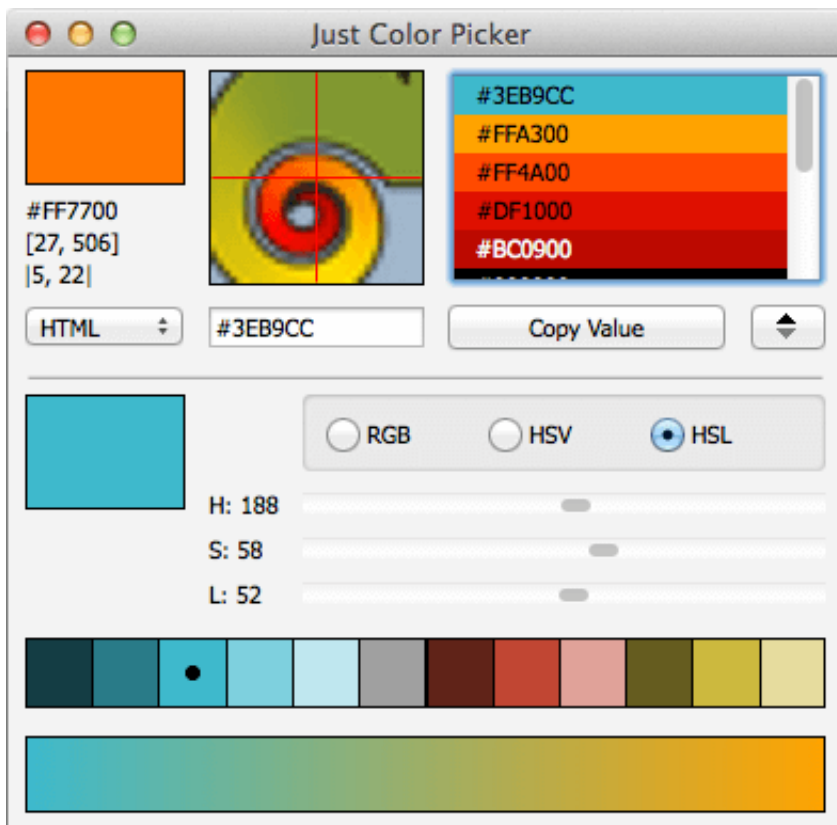 Just Color Picker
#FF7700
[27, 506]
|5, 22|
#3EB9CC
#FFA300
#FF4A00
#DF1000
#BC0900
HTML
#3EB9CC
Copy Value
RGB
HSV
HSL
H: 188
S: 58
L: 52